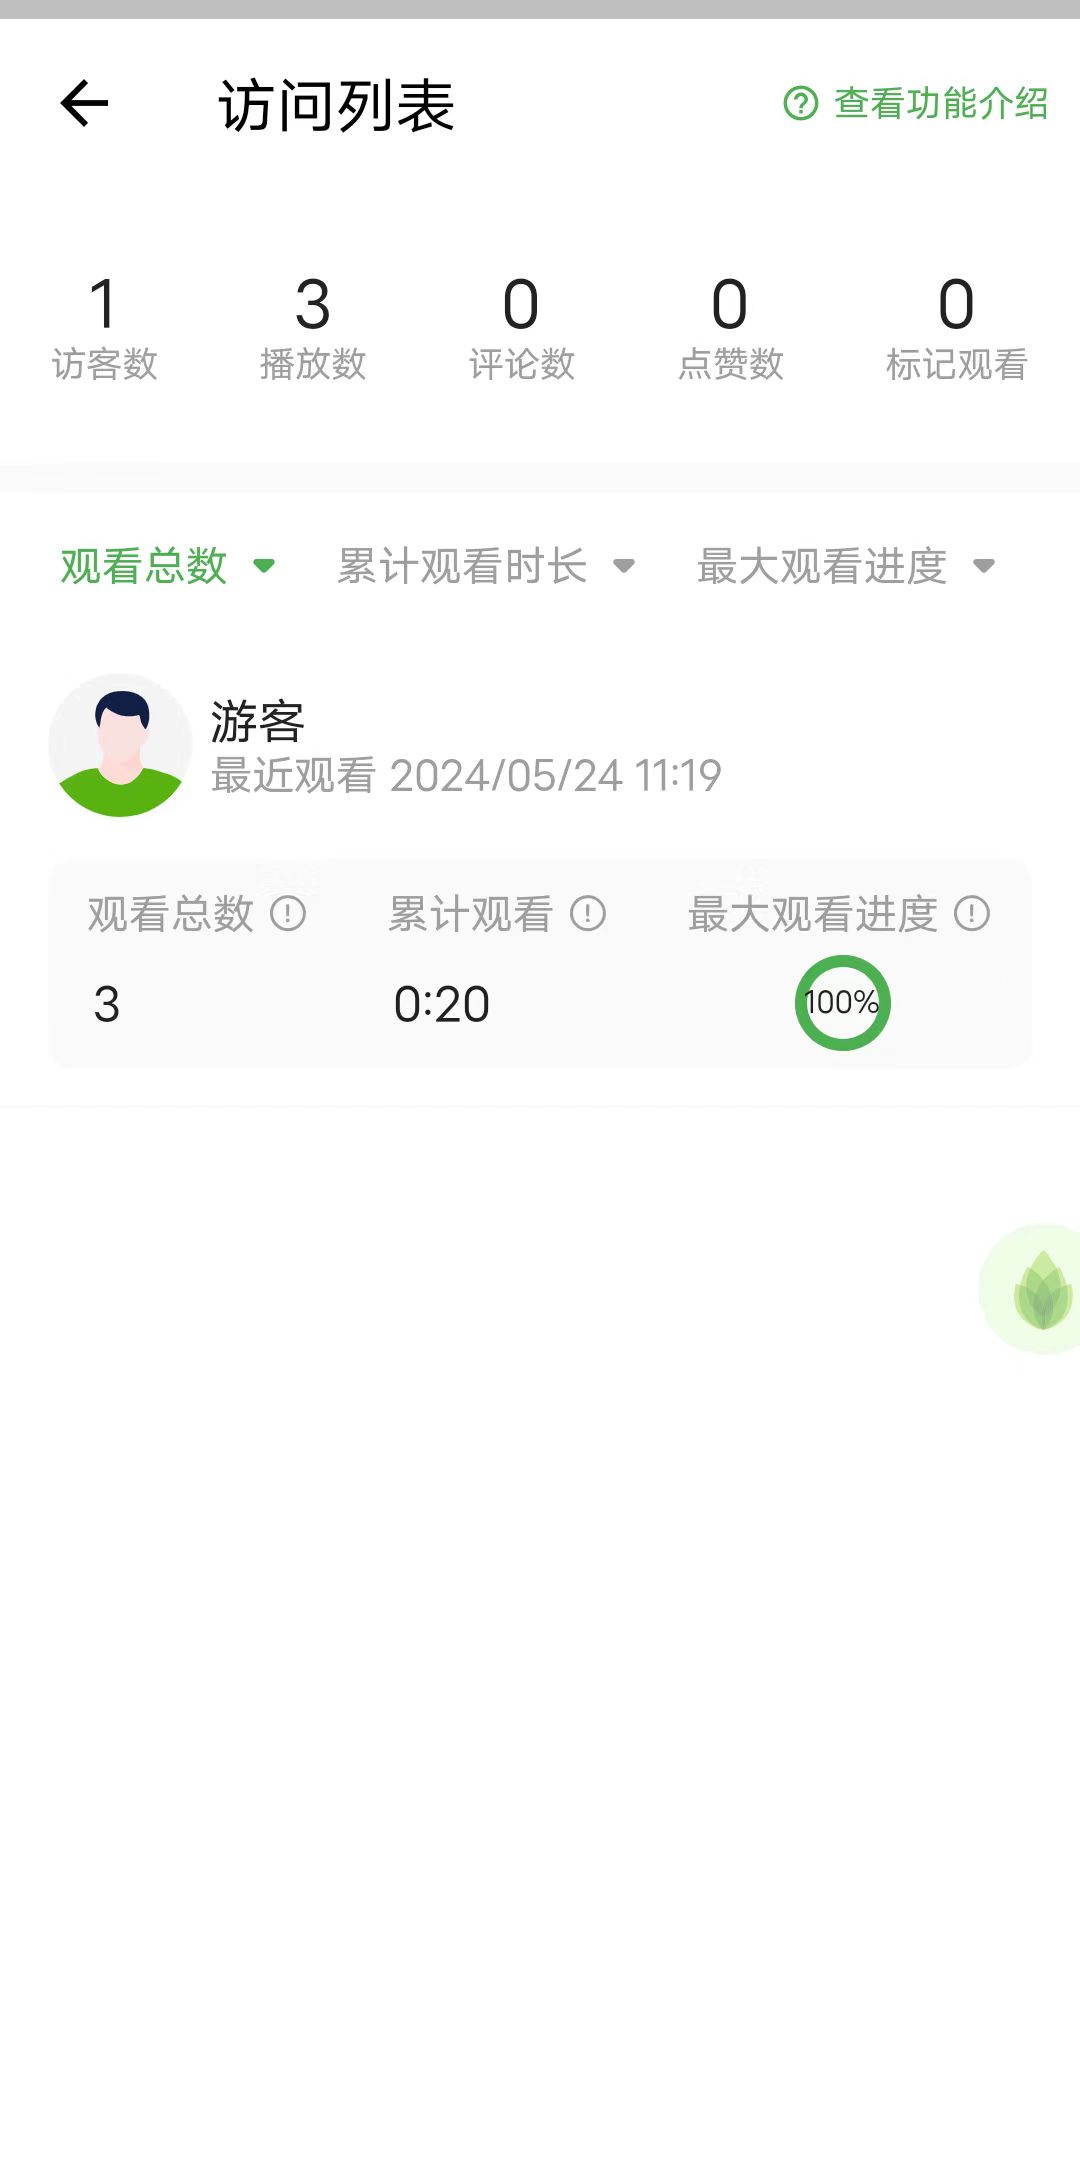 访问列表 查看功能介绍
1 3 0 0 0
访客数 播放数 评论数 点赞数 标记观看
观看总数 累计观看时长 最大观看进度
游客
最近观看 2024/05/24 11:19
观看总数 累计观看 最大观看进度
3 0:20 100%